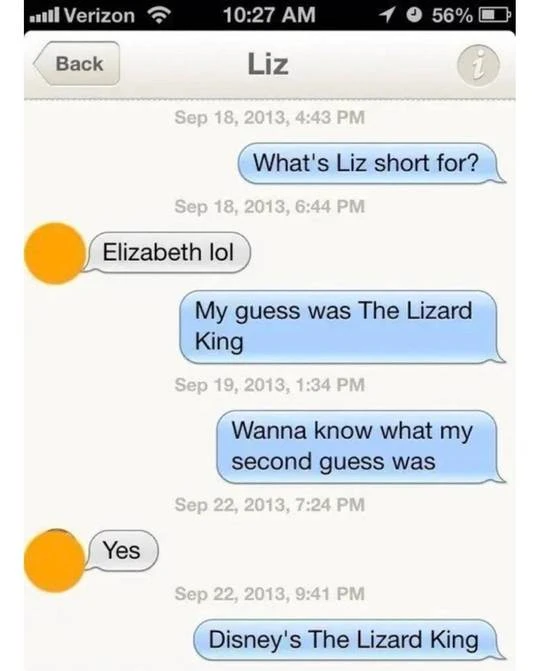 Verizon 10:27 AM 56%
Back Liz i
Sep 18, 2013, 4:43 PM
What's Liz short for?
Sep 18, 2013, 6:44 PM
Elizabeth lol
My guess was The Lizard
King
Sep 19, 2013, 1:34 PM
Wanna know what my
second guess was
Sep 22, 2013, 7:24 PM
Yes
Sep 22, 2013, 9:41 PM
Disney's The Lizard King